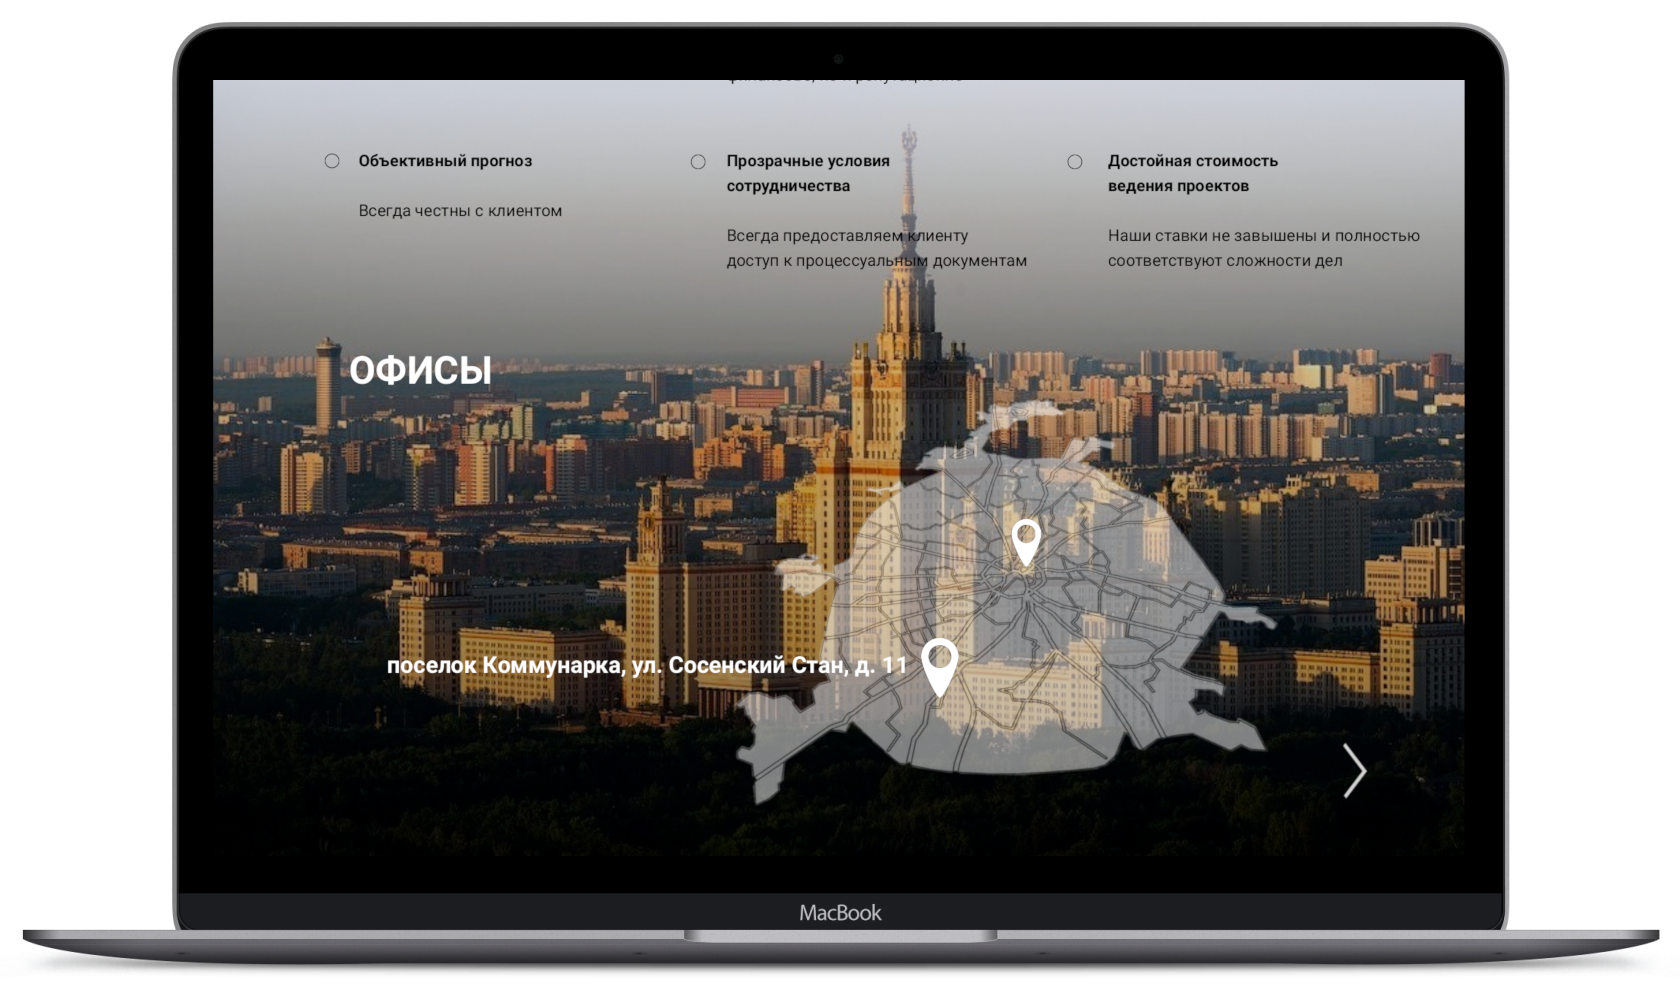 Объективный прогноз
Всегда честны с клиентом
Прозрачные условия
сотрудничества
Всегда предоставляем клиенту
доступ к процессуальным документам
Достойная стоимость
ведения проектов
Наши ставки не завышены и полностью
соответствуют сложности дел
ОФИСЫ
поселок Коммунарка, ул. Сосенский Стан, д. 11
MacBook